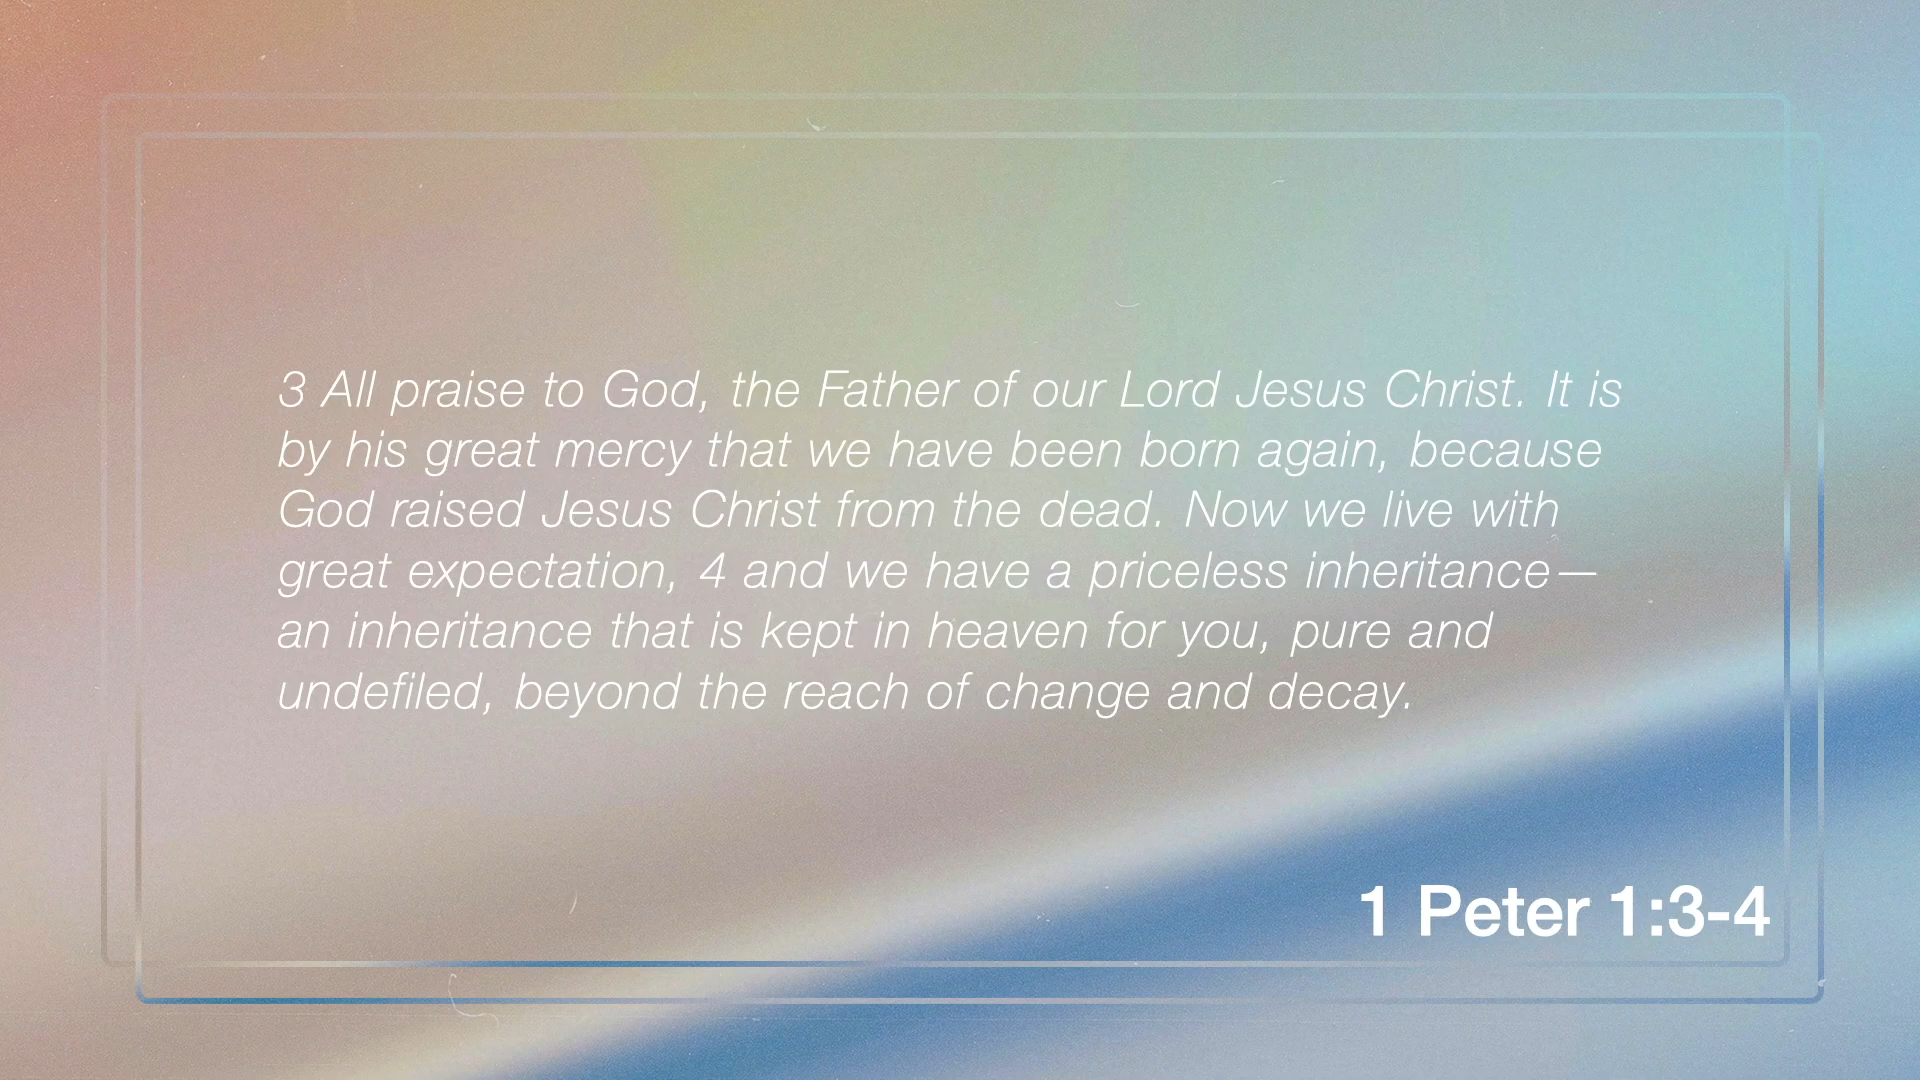 3 All praise to God, the Father of our Lord Jesus Christ. It is
by his great mercy that we have been born again, because
God raised Jesus Christ from the dead. Now we live with
great expectation, 4 and we have a priceless inheritance—
an inheritance that is kept in heaven for you, pure and
undefiled, beyond the reach of change and decay.
1 Peter 1:3-4